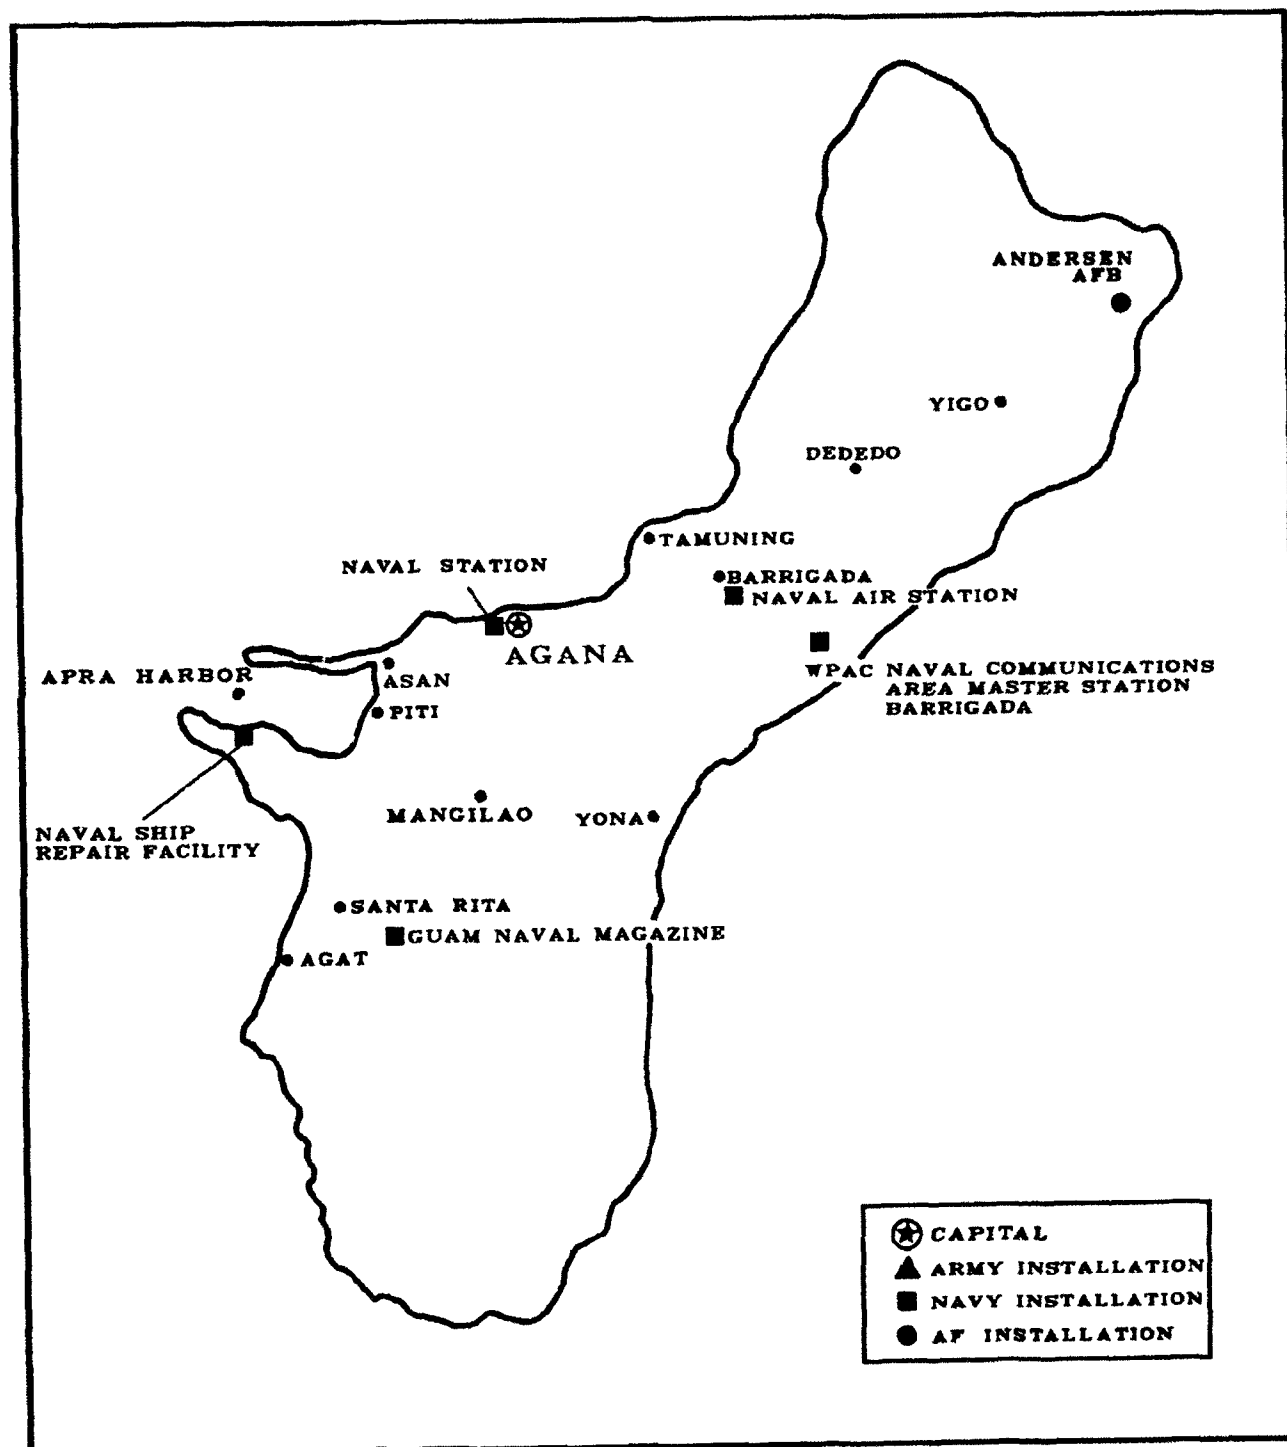 ANDERSEN
AFB
YIGO
DEDEDO
TAMUNING
NAVAL STATION
BARRIGADA
NAVAL AIR STATION
AGANA
APRA HARBOR
ASAN
WPAC NAVAL COMMUNICATIONS
AREA MASTER STATION
BARRIGADA
PITI
MANGILAO
YONA
NAVAL SHIP
REPAIR FACILITY
SANTA RITA
GUAM NAVAL MAGAZINE
AGAT
CAPITAL
ARMY INSTALLATION
NAVY INSTALLATION
AF INSTALLATION